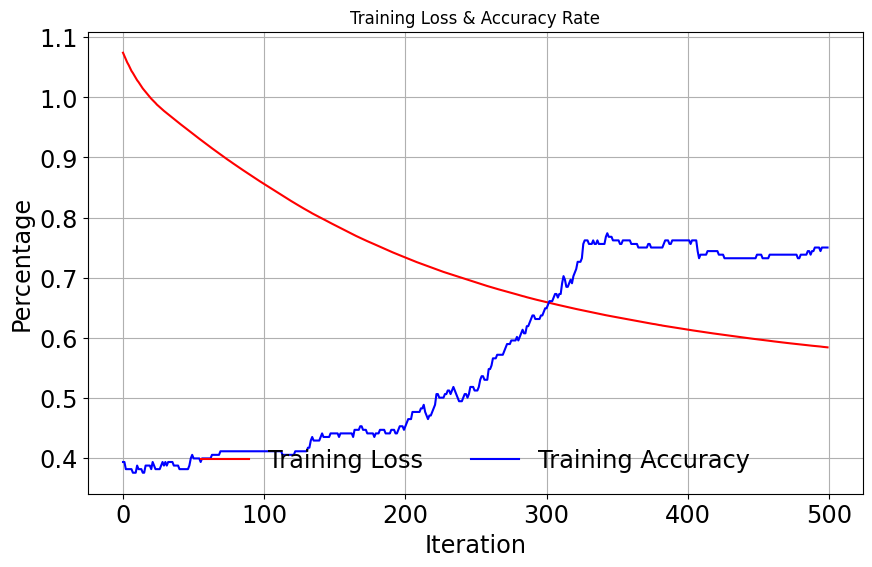 Training Loss & Accuracy Rate
1.1
1.0
0.9
0.8
0.7
0.6
0.5
0.4
Percentage
Training Loss
Training Accuracy
0 100 200 300 400 500
Iteration